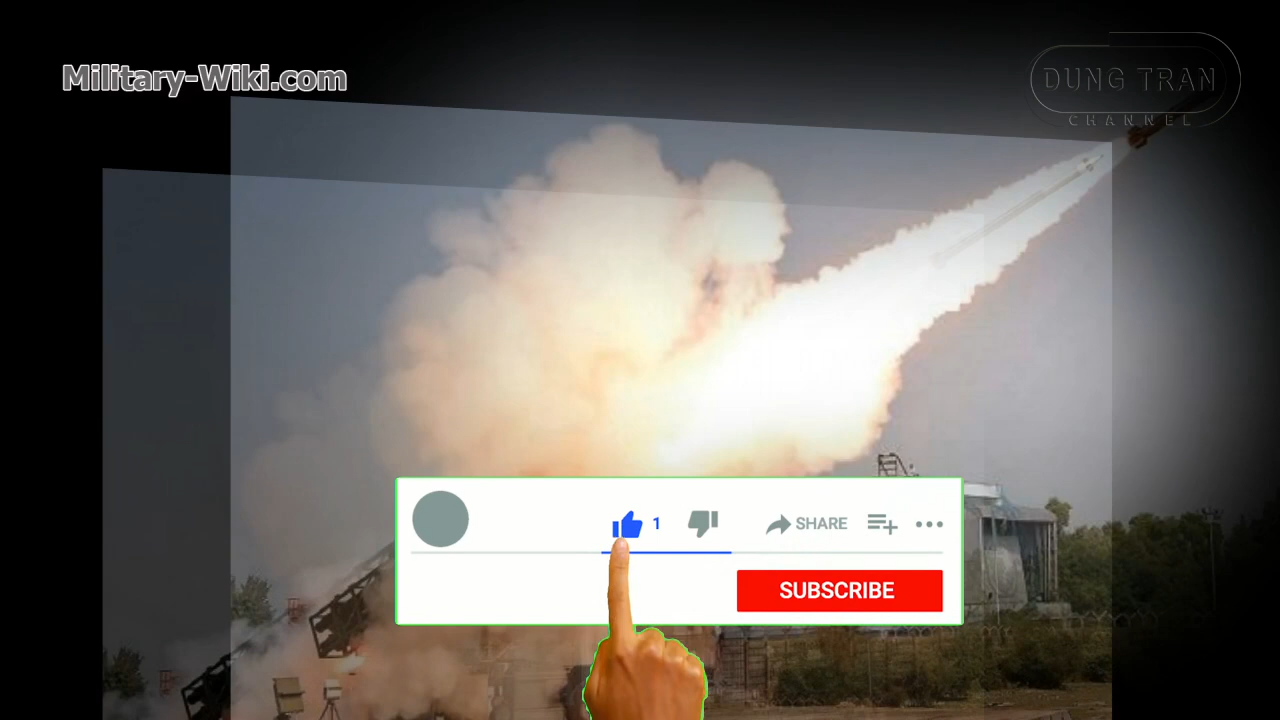 Military-Wiki.com
DUNG TRAN
CHANNEL
1
SHARE
SUBSCRIBE